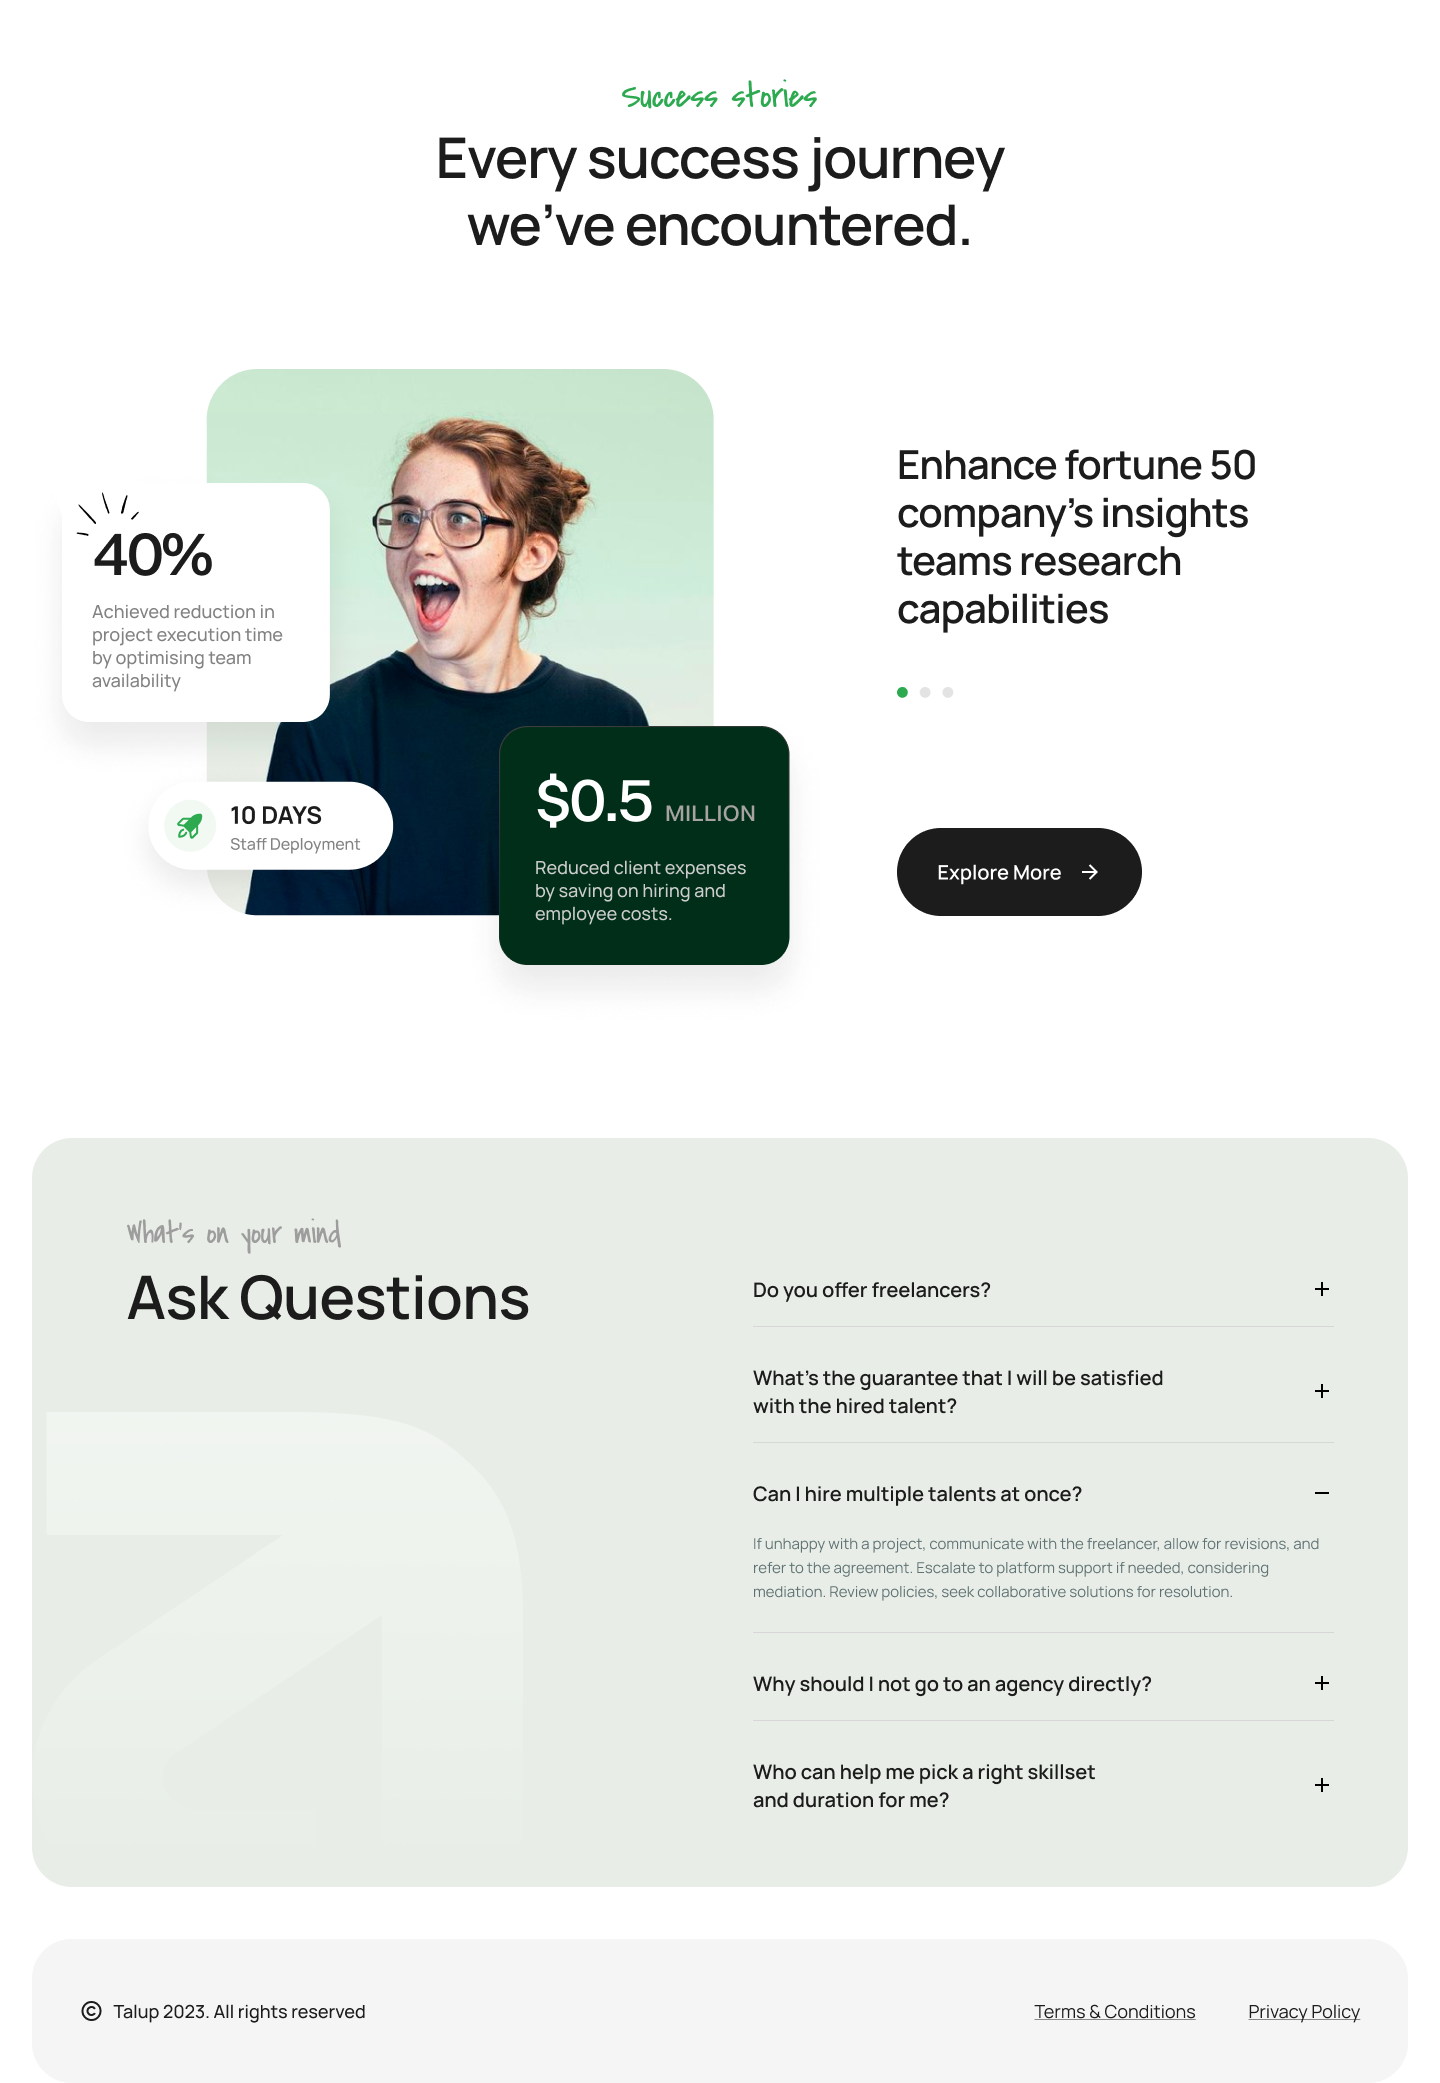 Success stories
Every success journey
we’ve encountered.
40%
Achieved reduction in
project execution time
by optimising team
availability
10 DAYS
Staff Deployment
$0.5 MILLION
Reduced client expenses
by saving on hiring and
employee costs.
Enhance fortune 50
company’s insights
teams research
capabilities
Explore More
What's on your mind
Ask Questions
Do you offer freelancers?
What’s the guarantee that I will be satisfied
with the hired talent?
Can I hire multiple talents at once?
If unhappy with a project, communicate with the freelancer, allow for revisions, and
refer to the agreement. Escalate to platform support if needed, considering
mediation. Review policies, seek collaborative solutions for resolution.
Why should I not go to an agency directly?
Who can help me pick a right skillset
and duration for me?
© Talup 2023. All rights reserved
Terms & Conditions
Privacy Policy